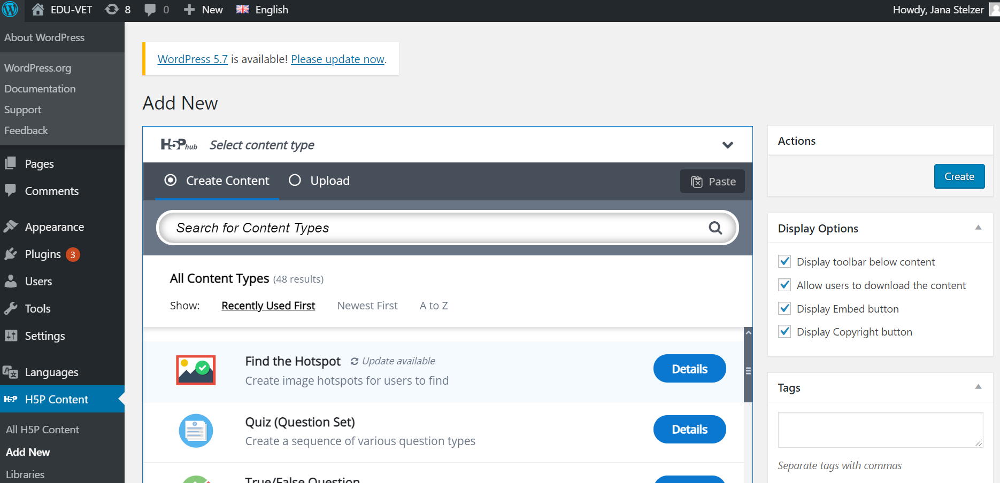 EDU-VET 8 0 New English Howdy, Jana Stelzer
About WordPress
WordPress.org
Documentation
Support
Feedback
Pages
Comments
Appearance
Plugins 3
Users
Tools
Settings
Languages
H5P H5P Content
All H5P Content
Add New
Libraries
WordPress 5.7 is available! Please update now.
Add New
H5P hub Select content type
Create Content Upload Paste
Search for Content Types
All Content Types (48 results)
Show: Recently Used First Newest First A to Z
Find the Hotspot Update available
Create image hotspots for users to find
Details
Quiz (Question Set)
Create a sequence of various question types
Details
True/False Question
Actions
Create
Display Options
Display toolbar below content
Allow users to download the content
Display Embed button
Display Copyright button
Tags
Separate tags with commas